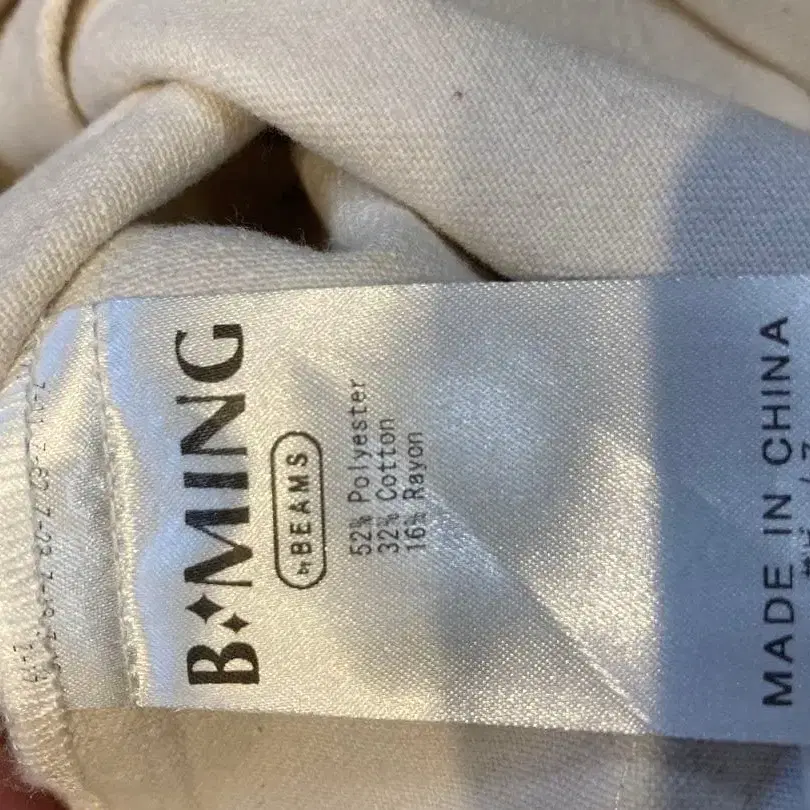 B:MING
by BEAMS
52% Polyester
32% Cotton
16% Rayon
MADE IN CHINA